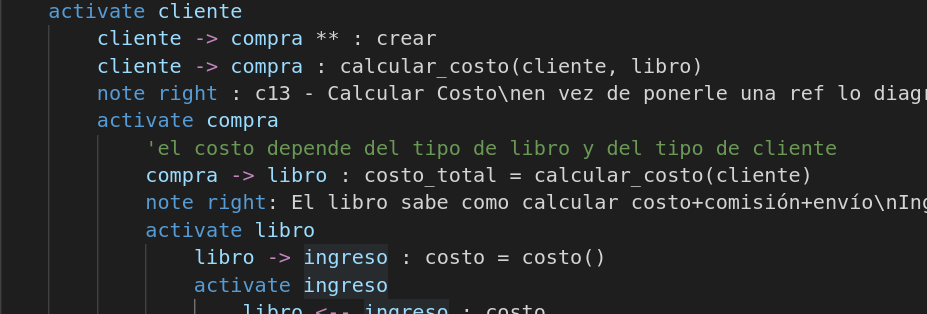 activate cliente
cliente -> compra ** : crear
cliente -> compra : calcular_costo(cliente, libro)
note right : c13 - Calcular Costo\nen vez de ponerle una ref lo diagr
activate compra
'el costo depende del tipo de libro y del tipo de cliente
compra -> libro : costo_total = calcular_costo(cliente)
note right: El libro sabe como calcular costo+comisión+envío\nIng
activate libro
libro -> ingreso : costo = costo()
activate ingreso
libro <-- ingreso : costo